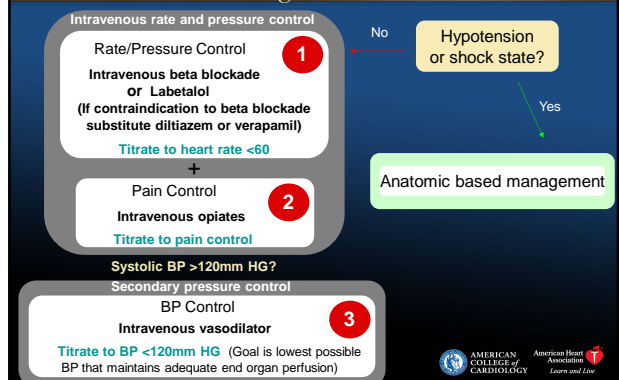 Intravenous rate and pressure control
Rate/Pressure Control
1
Intravenous beta blockade
or Labetalol
(If contraindication to beta blockade
substitute diltiazem or verapamil)
Titrate to heart rate <60
+
Pain Control
2
Intravenous opiates
Titrate to pain control
No
Hypotension
or shock state?
Yes
Anatomic based management
Systolic BP >120mm HG?
Secondary pressure control
BP Control
3
Intravenous vasodilator
Titrate to BP <120mm HG (Goal is lowest possible
BP that maintains adequate end organ perfusion)
AMERICAN
COLLEGE of
CARDIOLOGY
American Heart
Association
Learn and Live